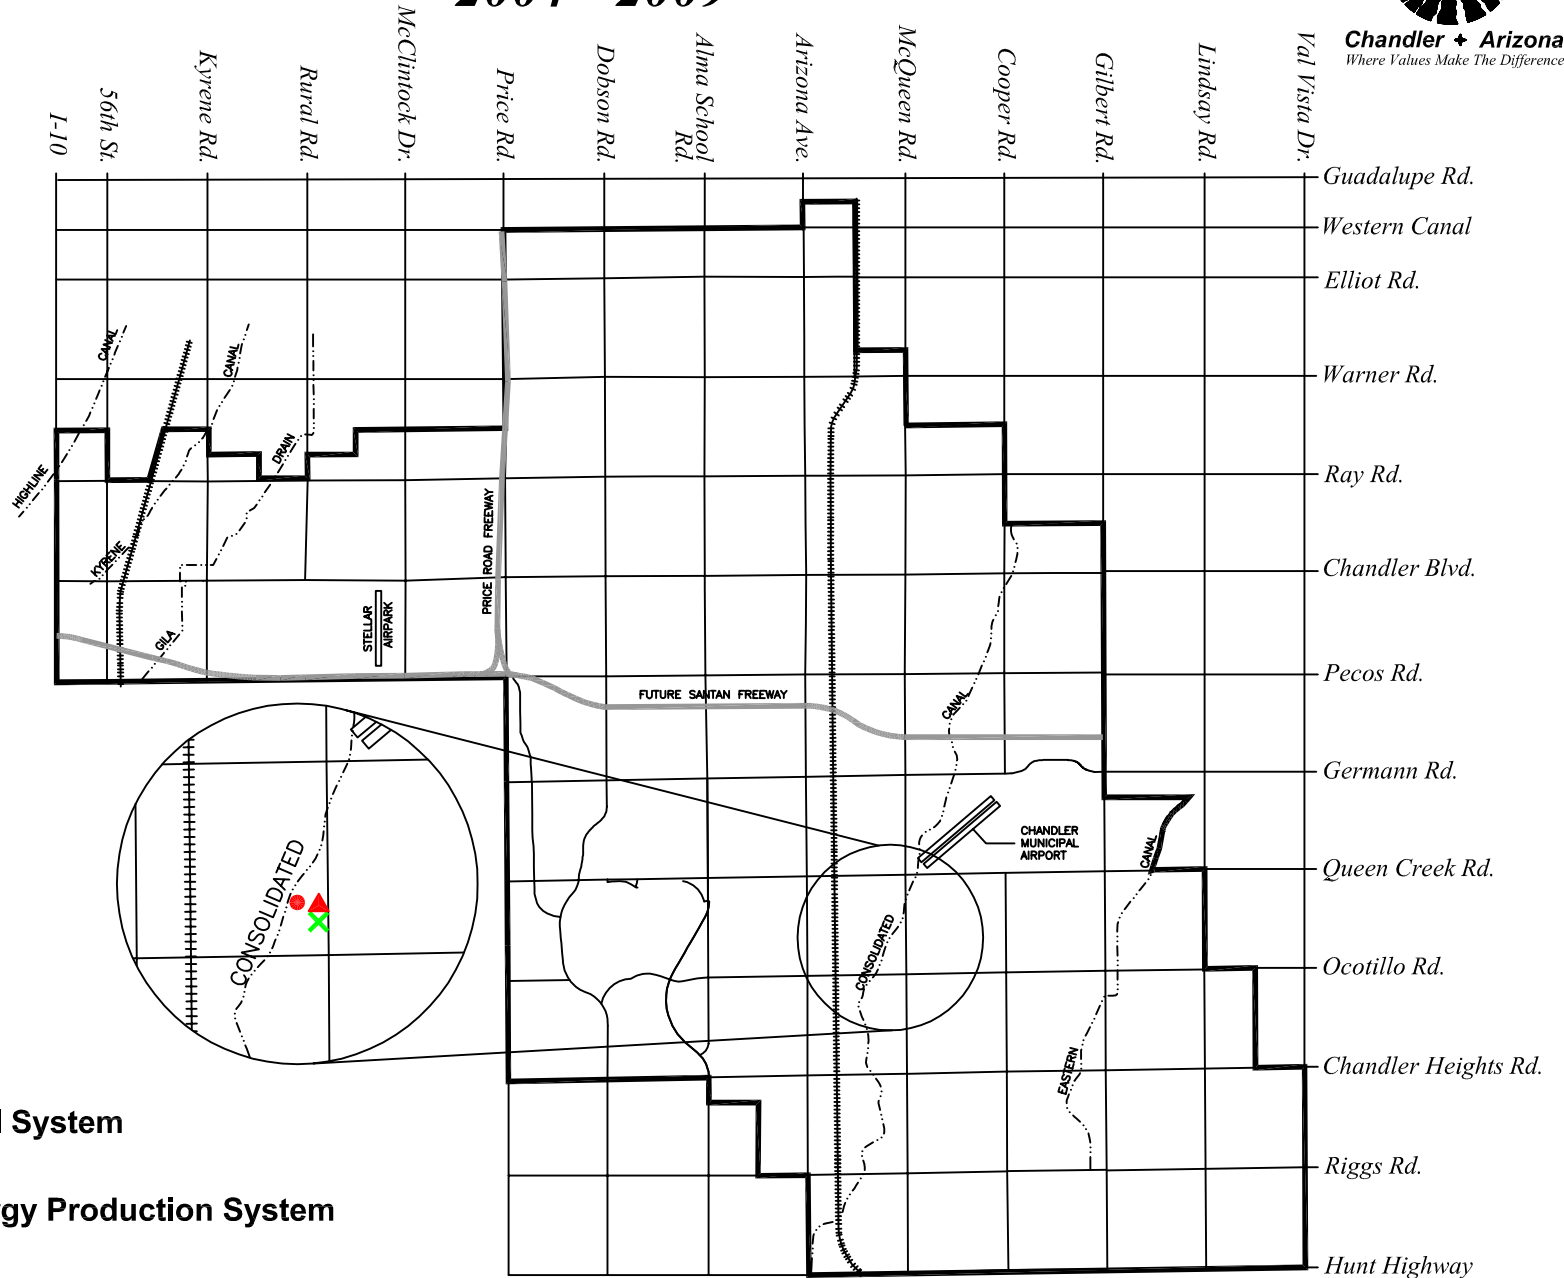 Chandler Arizona
Where Values Make The Difference
I-10
56th St.
Kyrene Rd.
Rural Rd.
McClintock Dr.
Price Rd.
Dobson Rd.
Alma School
Rd.
Arizona Ave.
McQueen Rd.
Cooper Rd.
Gilbert Rd.
Lindsay Rd.
Val Vista Dr.
Guadalupe Rd.
Western Canal
Elliot Rd.
Warner Rd.
Ray Rd.
Chandler Blvd.
Pecos Rd.
Germann Rd.
Queen Creek Rd.
Ocotillo Rd.
Chandler Heights Rd.
Riggs Rd.
Hunt Highway
HIGHLINE
CANAL
KYRENE
CANAL
GILA
DRAIN
STELLAR
AIRPARK
PRICE ROAD FREEWAY
FUTURE SANTAN FREEWAY
CANAL
CHANDLER
MUNICIPAL
AIRPORT
CANAL
CONSOLIDATED
CONSOLIDATED
EASTERN
System
gy Production System